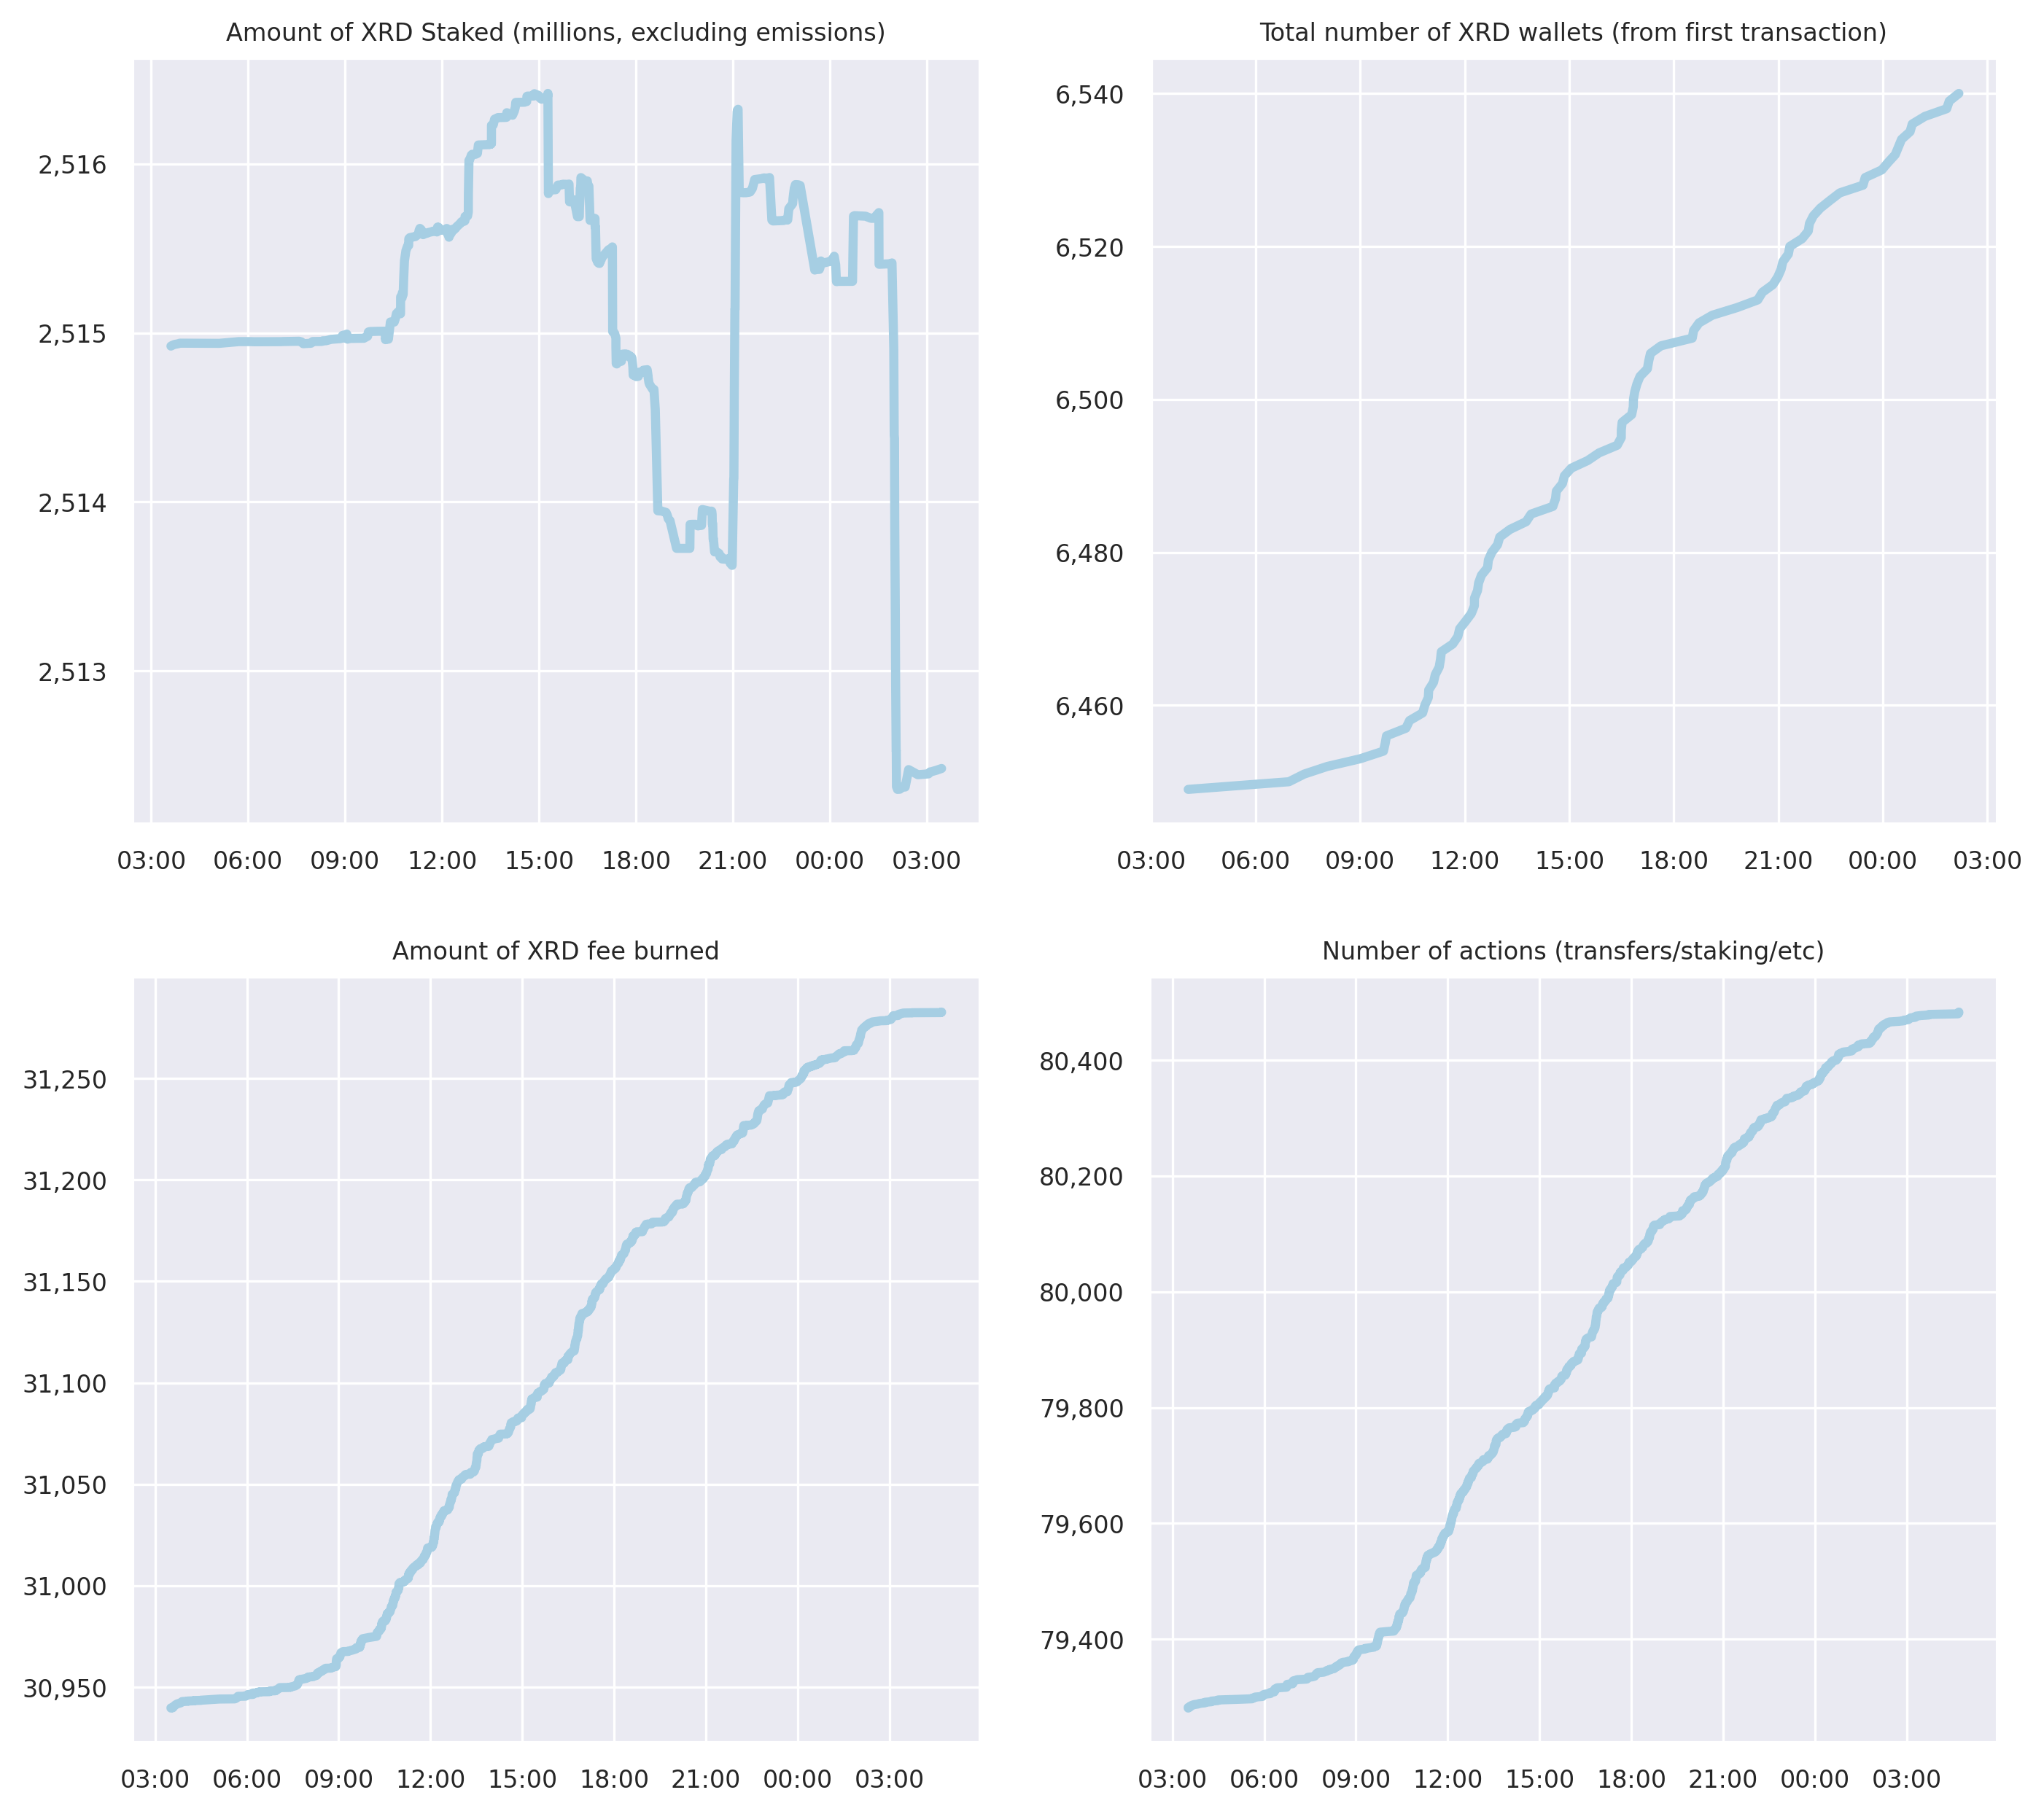 Amount of XRD Staked (millions, excluding emissions)
2,516
2,515
2,514
2,513
03:00 06:00 09:00 12:00 15:00 18:00 21:00 00:00 03:00
Total number of XRD wallets (from first transaction)
6,540
6,520
6,500
6,480
6,460
03:00 06:00 09:00 12:00 15:00 18:00 21:00 00:00 03:00
Amount of XRD fee burned
31,250
31,200
31,150
31,100
31,050
31,000
30,950
03:00 06:00 09:00 12:00 15:00 18:00 21:00 00:00 03:00
Number of actions (transfers/staking/etc)
80,400
80,200
80,000
79,800
79,600
79,400
03:00 06:00 09:00 12:00 15:00 18:00 21:00 00:00 03:00